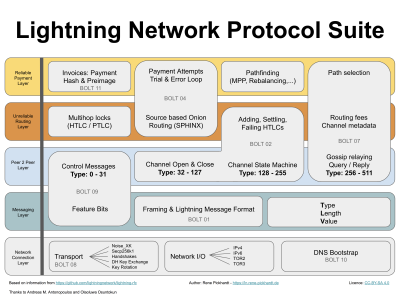 Lightning Network Protocol Suite
Reliable
Payment
Layer
Invoices: Payment
Hash & Preimage
BOLT 11
Payment Attempts
Trial & Error Loop
BOLT 04
Source based Onion
Routing (SPHINX)
Pathfinding
(MPP, Rebalancing,...)
Path selection
Unreliable
Routing
Layer
Multihop locks
(HTLC / PTLC)
Adding, Settling,
Failing HTLCs
BOLT 02
Channel State Machine
Type: 128 - 255
Routing fees
Channel metadata
BOLT 07
Gossip relaying
Query / Reply
Type: 256 - 511
Peer 2 Peer
Layer
Control Messages
Type: 0 - 31
BOLT 09
Feature Bits
Channel Open & Close
Type: 32 - 127
Messaging
Layer
Framing & Lightning Message Format
BOLT 01
Type
Length
Value
Network
Connection
Layer
Transport
BOLT 08
Noise_XK
Secp256k1
Handshakes
DH Key Exchange
Key Rotation
Network I/O
IPv4
IPv6
TOR2
TOR3
DNS Bootstrap
BOLT 10
Based on information from: https://github.com/lightningnetwork/lightning-rfc
Author: Rene Pickhardt - https://ln.rene-pickhardt.de
Licence: CC-BY-SA 4.0
Thanks to Andreas M. Antonopoulos and Olaoluwa Osuntokun